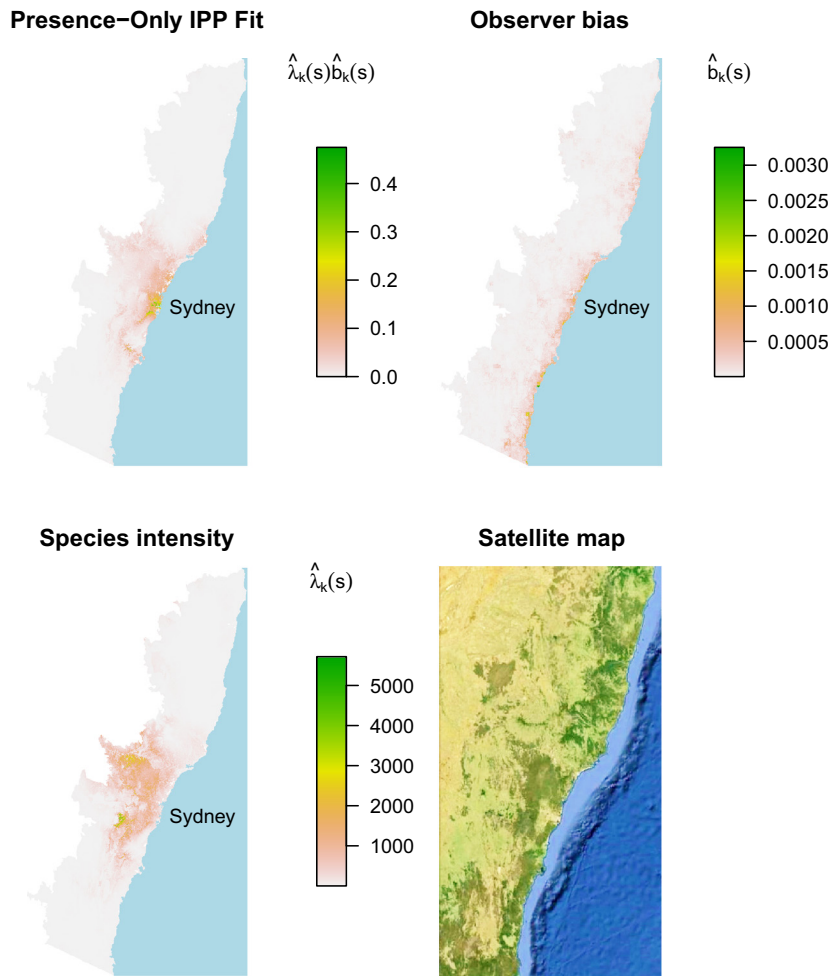 Presence−Only IPP Fit
Observer bias
λ̂ₖ(s)b̂ₖ(s)
b̂ₖ(s)
0.4
0.3
0.2
0.1
0.0
Sydney
0.0030
0.0025
0.0020
0.0015
0.0010
0.0005
Sydney
Species intensity
Satellite map
λ̂ₖ(s)
5000
4000
3000
2000
1000
Sydney